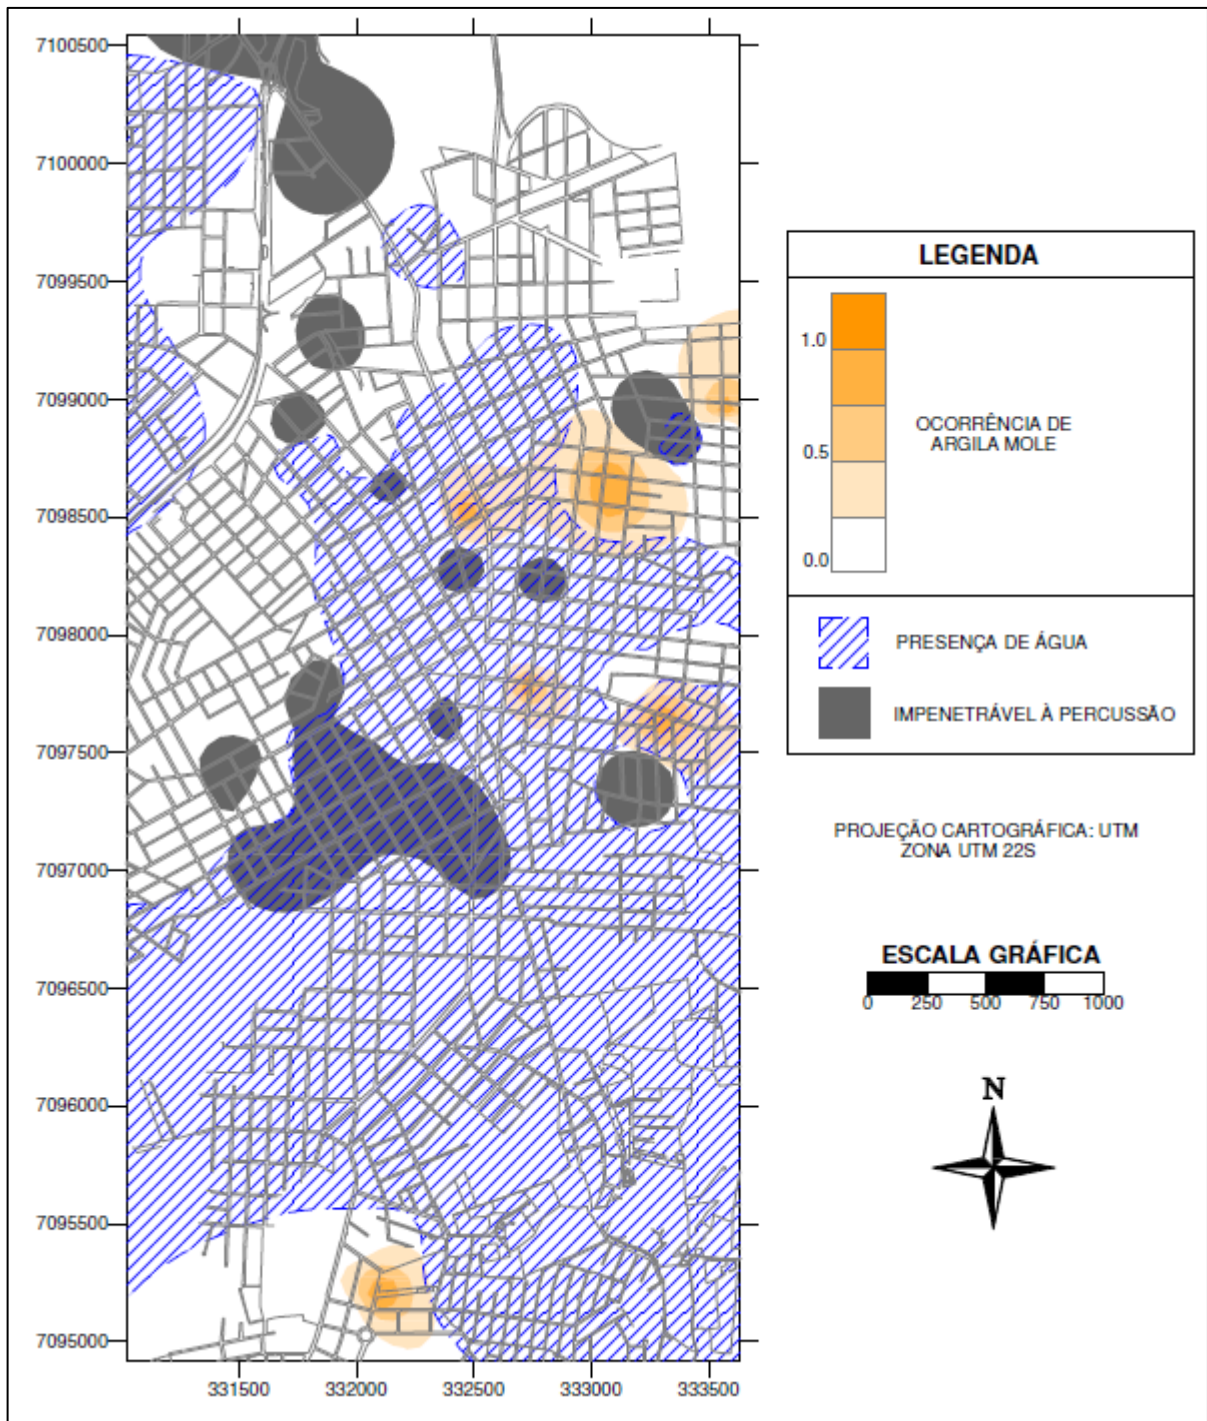 7100500
7100000
7099500
7099000
7098500
7098000
7097500
7097000
7096500
7096000
7095500
7095000
331500 332000 332500 333000 333500
LEGENDA
1.0
0.5
0.0
OCORRÊNCIA DE
ARGILA MOLE
PRESENÇA DE ÁGUA
IMPENETRÁVEL À PERCUSSÃO
PROJEÇÃO CARTOGRÁFICA: UTM
ZONA UTM 22S
ESCALA GRÁFICA
0 250 500 750 1000
N